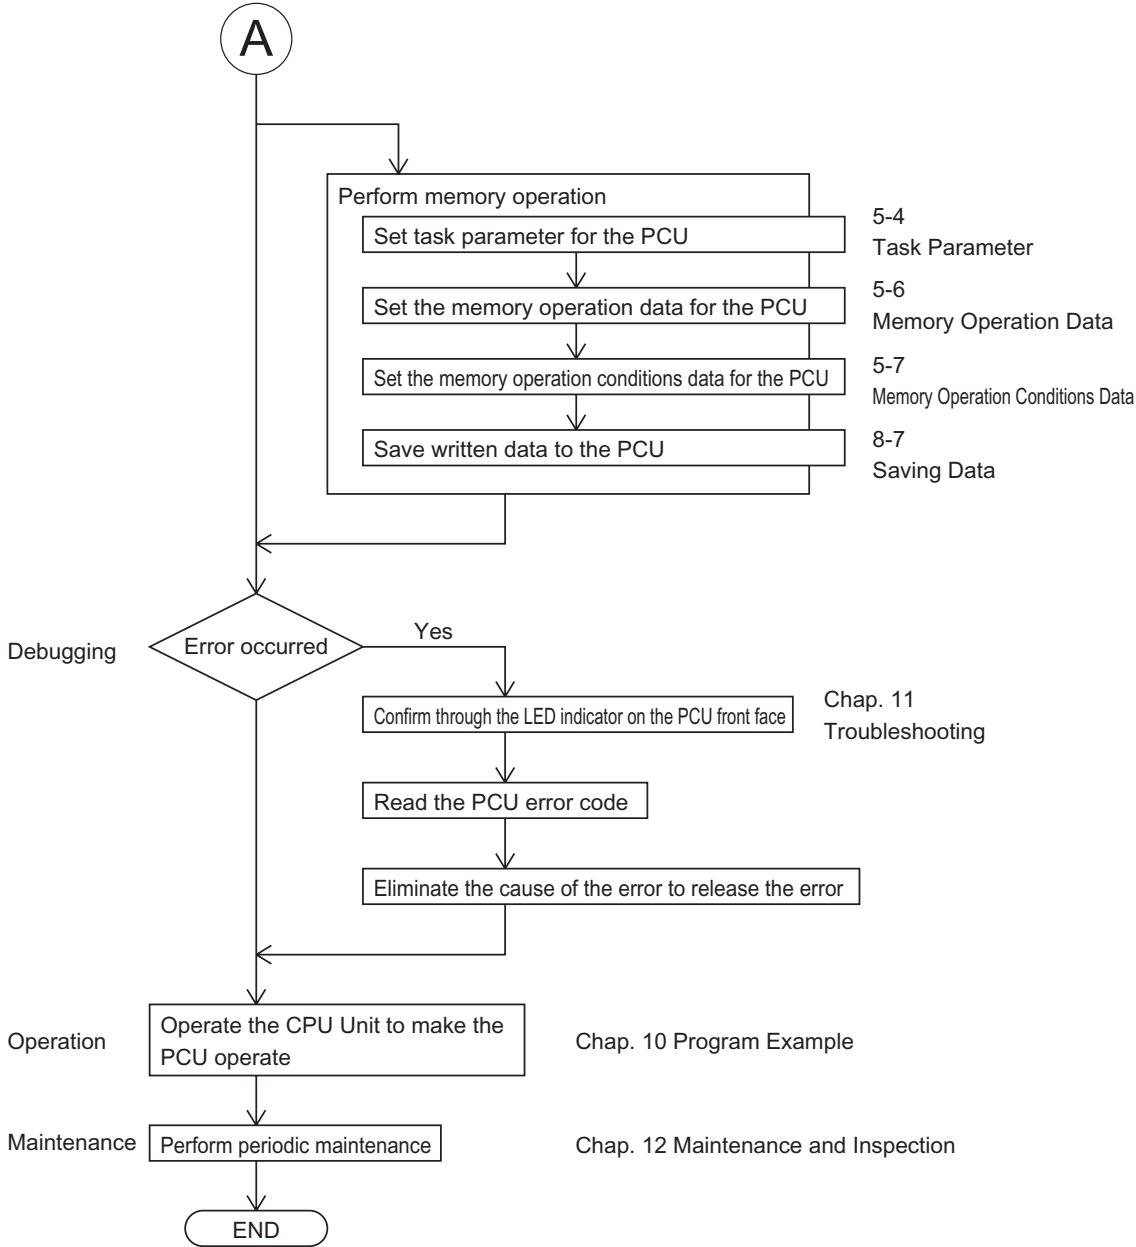 A
Perform memory operation
Set task parameter for the PCU
5-4
Task Parameter
Set the memory operation data for the PCU
5-6
Memory Operation Data
Set the memory operation conditions data for the PCU
5-7
Memory Operation Conditions Data
Save written data to the PCU
8-7
Saving Data
Debugging
Error occurred
Yes
Confirm through the LED indicator on the PCU front face
Chap. 11
Troubleshooting
Read the PCU error code
Eliminate the cause of the error to release the error
Operation
Operate the CPU Unit to make the
PCU operate
Chap. 10 Program Example
Maintenance
Perform periodic maintenance
Chap. 12 Maintenance and Inspection
END